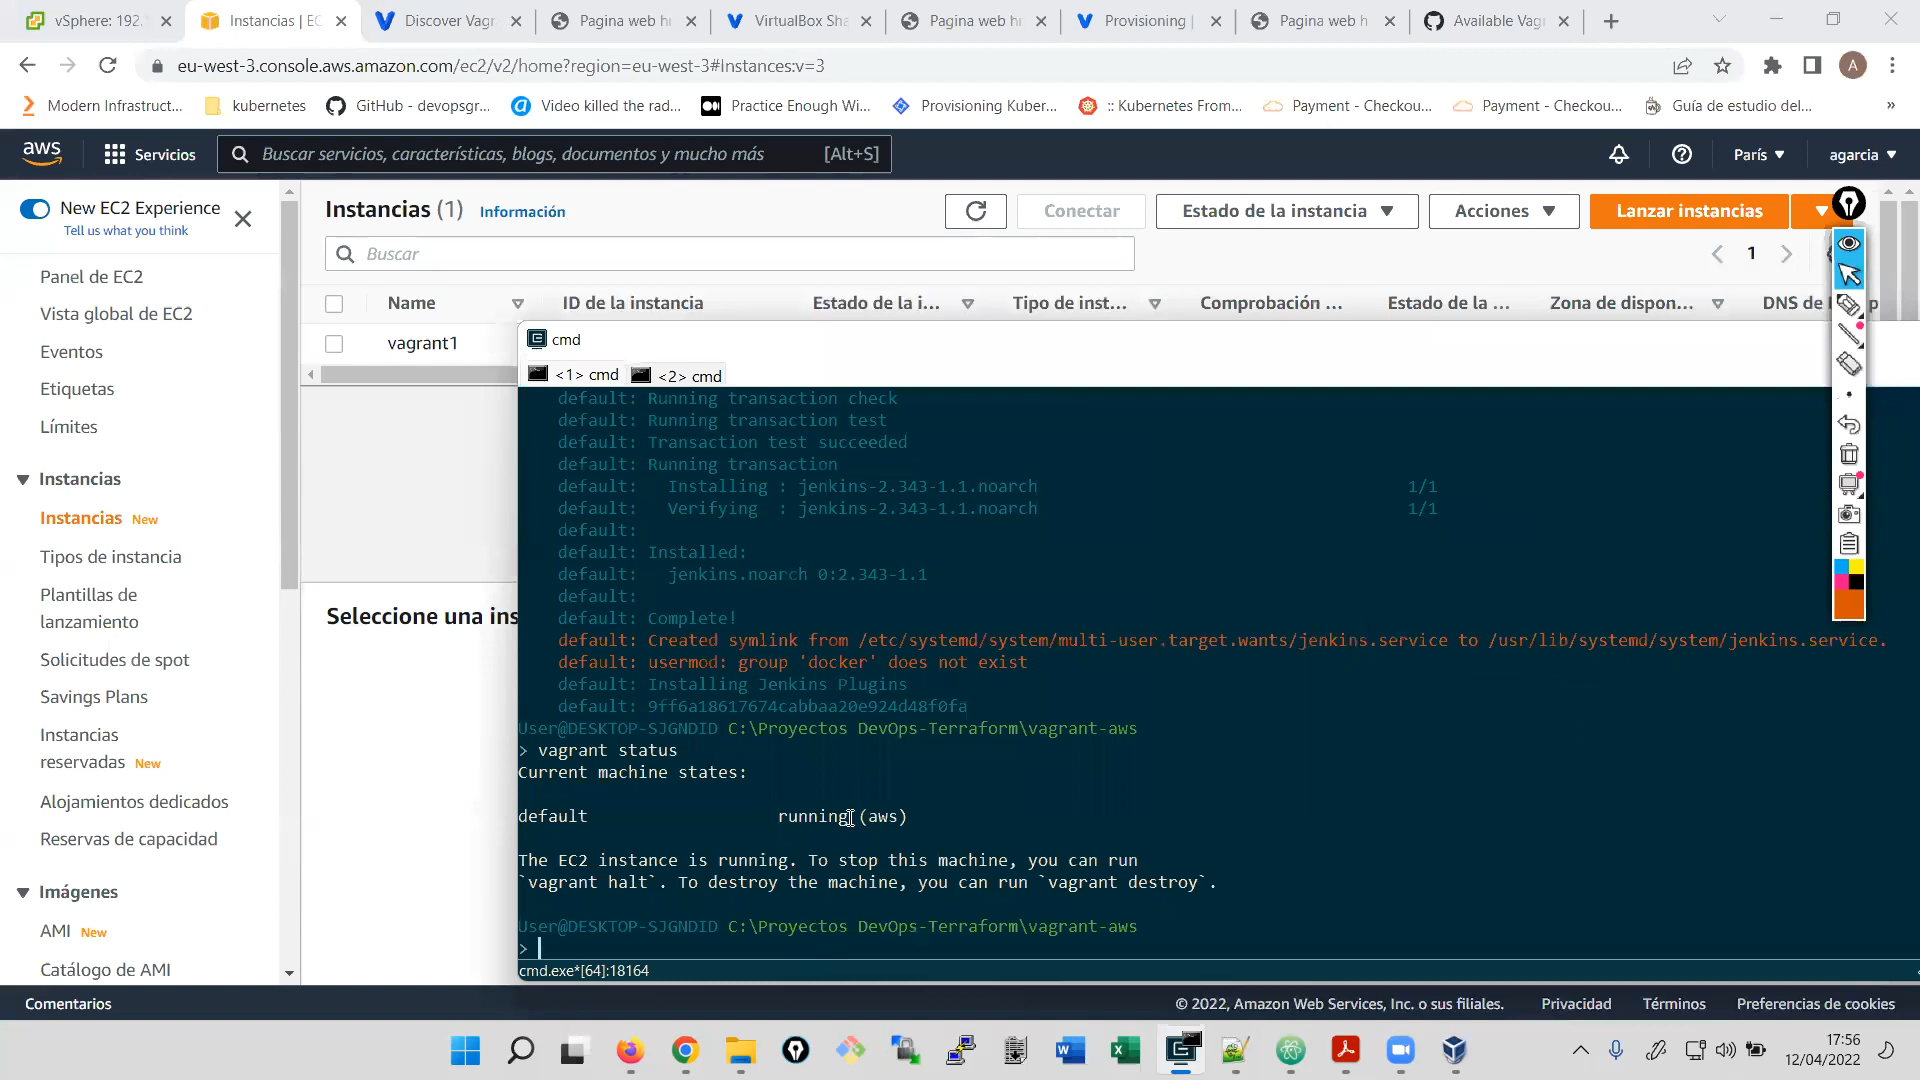 vSphere: 192.
Instancias | EC
Discover Vagr
Pagina web h
VirtualBox Sha
Pagina web h
Provisioning |
Pagina web h
Available Vag
eu-west-3.console.aws.amazon.com/ec2/v2/home?region=eu-west-3#Instances:v=3
A
Modern Infrastruct...
kubernetes
GitHub - devopsgr...
Video killed the rad...
Practice Enough Wi...
Provisioning Kuber...
:: Kubernetes From...
Payment - Checkou...
Payment - Checkou...
Guía de estudio del...
»
aws
Servicios
Buscar servicios, características, blogs, documentos y mucho más
[Alt+S]
París
agarcia
New EC2 Experience
Tell us what you think
Panel de EC2
Vista global de EC2
Eventos
Etiquetas
Límites
Instancias
Instancias New
Tipos de instancia
Plantillas de
lanzamiento
Solicitudes de spot
Savings Plans
Instancias
reservadas New
Alojamientos dedicados
Reservas de capacidad
Imágenes
AMI New
Catálogo de AMI
Instancias (1) Información
Conectar
Estado de la instancia
Acciones
Lanzar instancias
Buscar
1
Name
ID de la instancia
Estado de la i...
Tipo de inst...
Comprobación ...
Estado de la ...
Zona de dispon...
DNS de
vagrant1
Seleccione una ins
cmd
<1> cmd
<2> cmd
default: Running transaction check
default: Running transaction test
default: Transaction test succeeded
default: Running transaction
default: Installing : jenkins-2.343-1.1.noarch 1/1
default: Verifying : jenkins-2.343-1.1.noarch 1/1
default:
default: Installed:
default: jenkins.noarch 0:2.343-1.1
default:
default: Complete!
default: Created symlink from /etc/systemd/system/multi-user.target.wants/jenkins.service to /usr/lib/systemd/system/jenkins.service.
default: usermod: group 'docker' does not exist
default: Installing Jenkins Plugins
default: 9ff6a18617674cabbaa20e924d48f0fa
User@DESKTOP-SJGNDID C:\Proyectos DevOps-Terraform\vagrant-aws
> vagrant status
Current machine states:
default running (aws)
The EC2 instance is running. To stop this machine, you can run
`vagrant halt`. To destroy the machine, you can run `vagrant destroy`.
User@DESKTOP-SJGNDID C:\Proyectos DevOps-Terraform\vagrant-aws
>
cmd.exe*[64]:18164
Comentarios
© 2022, Amazon Web Services, Inc. o sus filiales.
Privacidad
Términos
Preferencias de cookies
17:56
12/04/2022